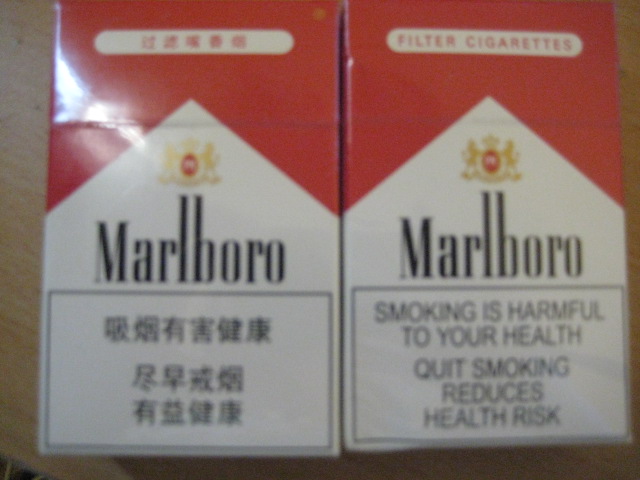 过滤嘴香烟
Marlboro
吸烟有害健康
尽早戒烟
有益健康
FILTER CIGARETTES
Marlboro
SMOKING IS HARMFUL
TO YOUR HEALTH
QUIT SMOKING
REDUCES
HEALTH RISK